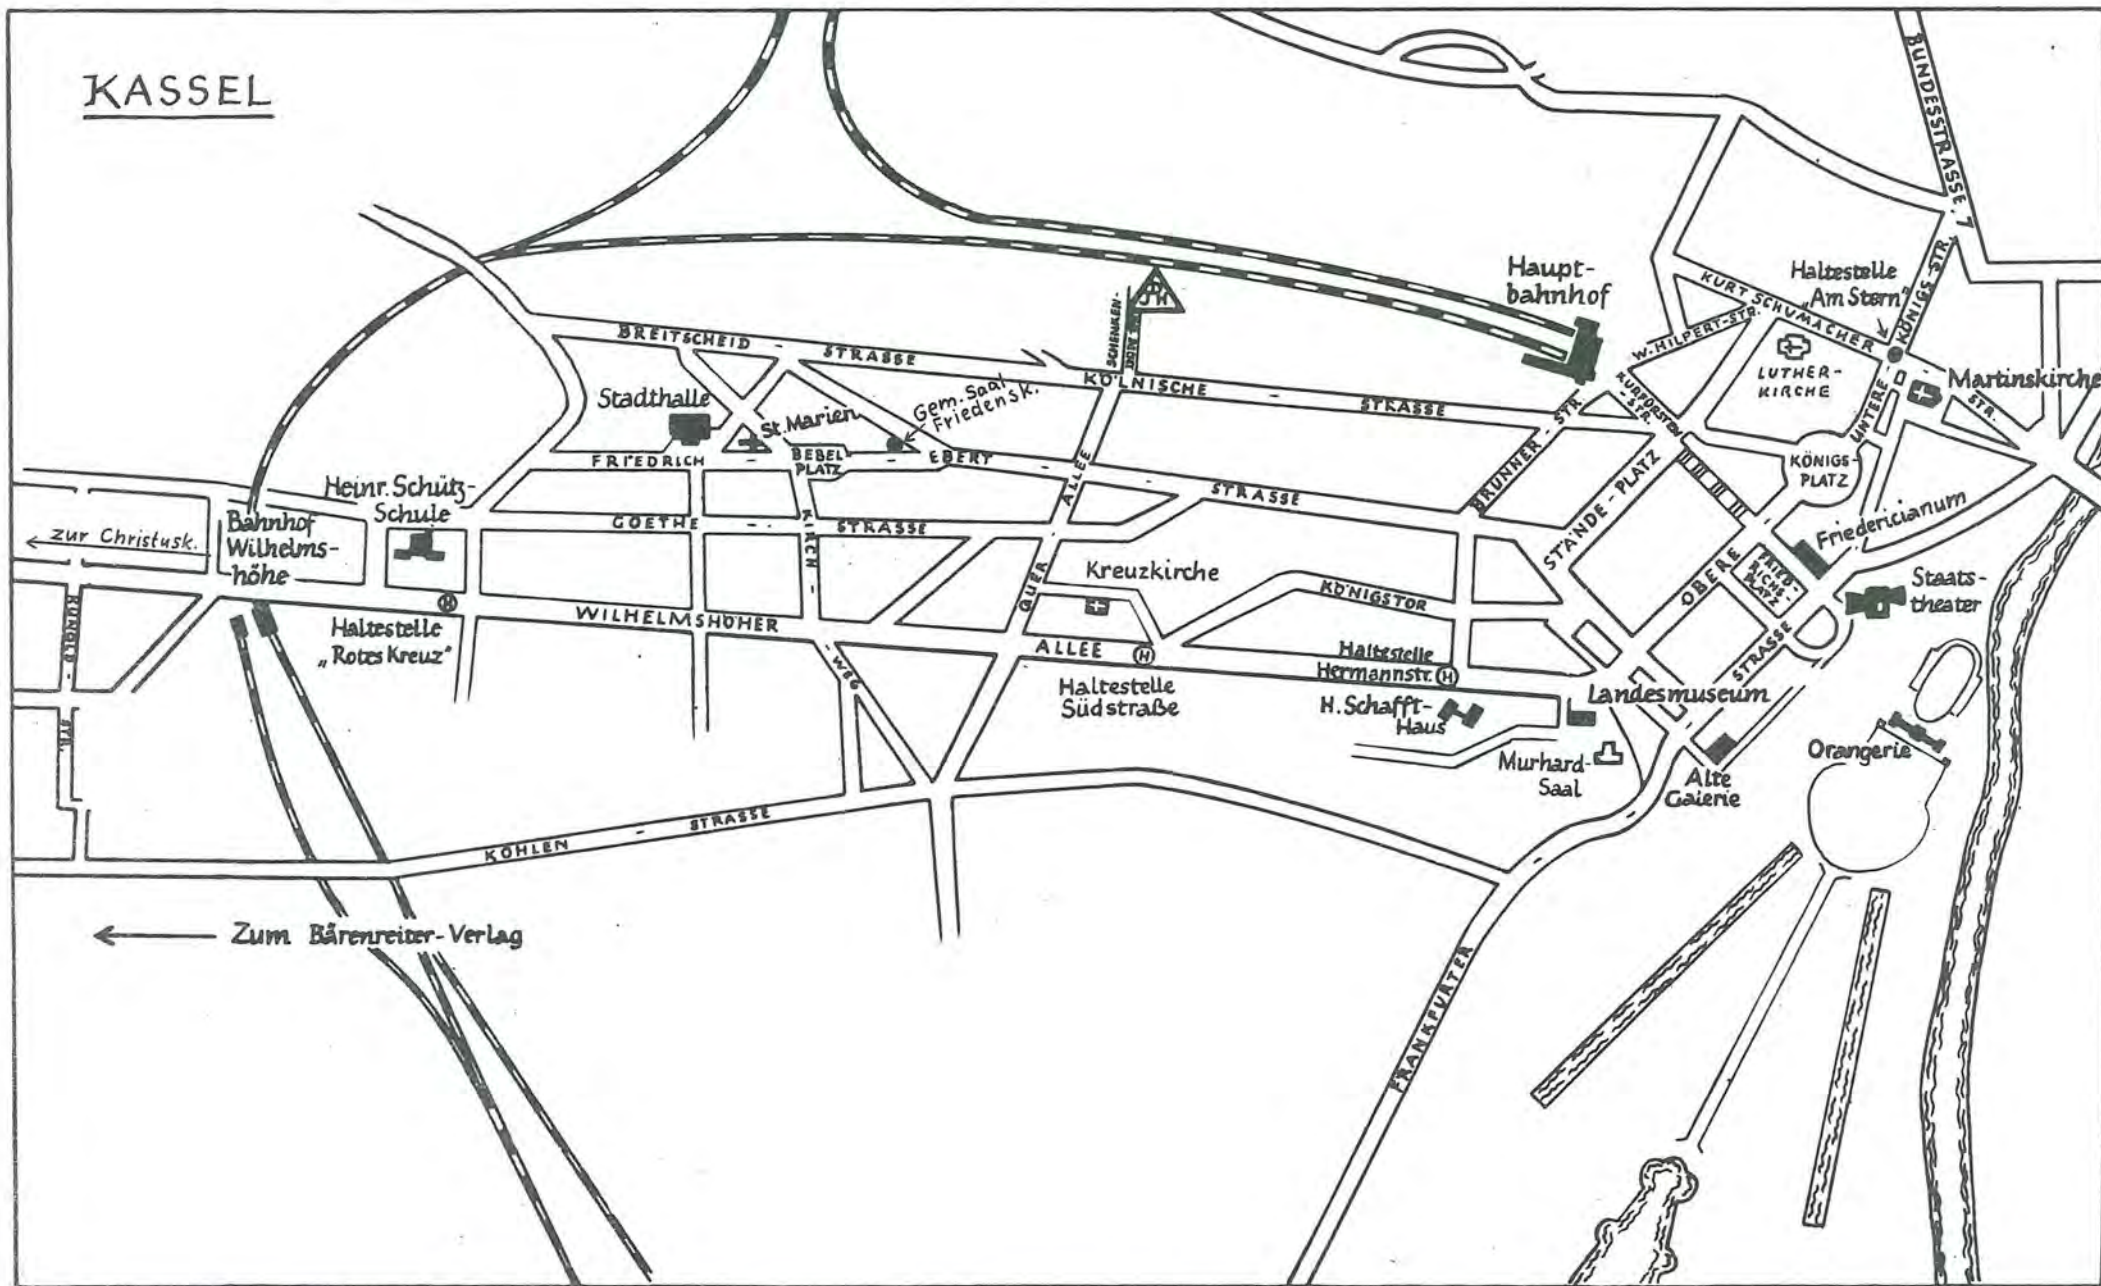 KASSEL
BUNDESSTRASSE 7
Haupt-
bahnhof
Haltestelle
„Am Stern"
KÖNIGS-STR.
KURT SCHUMACHER
STR.
W. HILPERT-STR.
UNTERE
LUTHER-
KIRCHE
Martinskirche
BREITSCHEID - STRASSE
SCHENKEN-
JH
KÖLNISCHE - STRASSE
KURFÜRSTEN
-STR.
Stadthalle
St. Marien
Gem. Saal
Friedensk.
FRIEDRICH - EBERT - STRASSE
BEBEL-
PLATZ
BRUNNER-STR.
STÄNDE-PLATZ
KÖNIGS-
PLATZ
Friedericianum
Heinr. Schütz-
Schule
Bahnhof
Wilhelms-
höhe
zur Christusk.
GOETHE - STRASSE
KIRCH - WEG
QUER ALLEE
Kreuzkirche
KÖNIGSTOR
OBERE
STRASSE
FRIED-
RICHS-
PLATZ
Staats-
theater
H
Haltestelle
„Rotes Kreuz"
WILHELMSHÖHER ALLEE
H
Haltestelle
Südstraße
Haltestelle
Hermannstr. H
H. Schafft-
Haus
Landesmuseum
Murhard-
Saal
Alte
Galerie
Orangerie
STR.
KOHLEN - STRASSE
Zum Bärenreiter-Verlag
FRANKFURTER